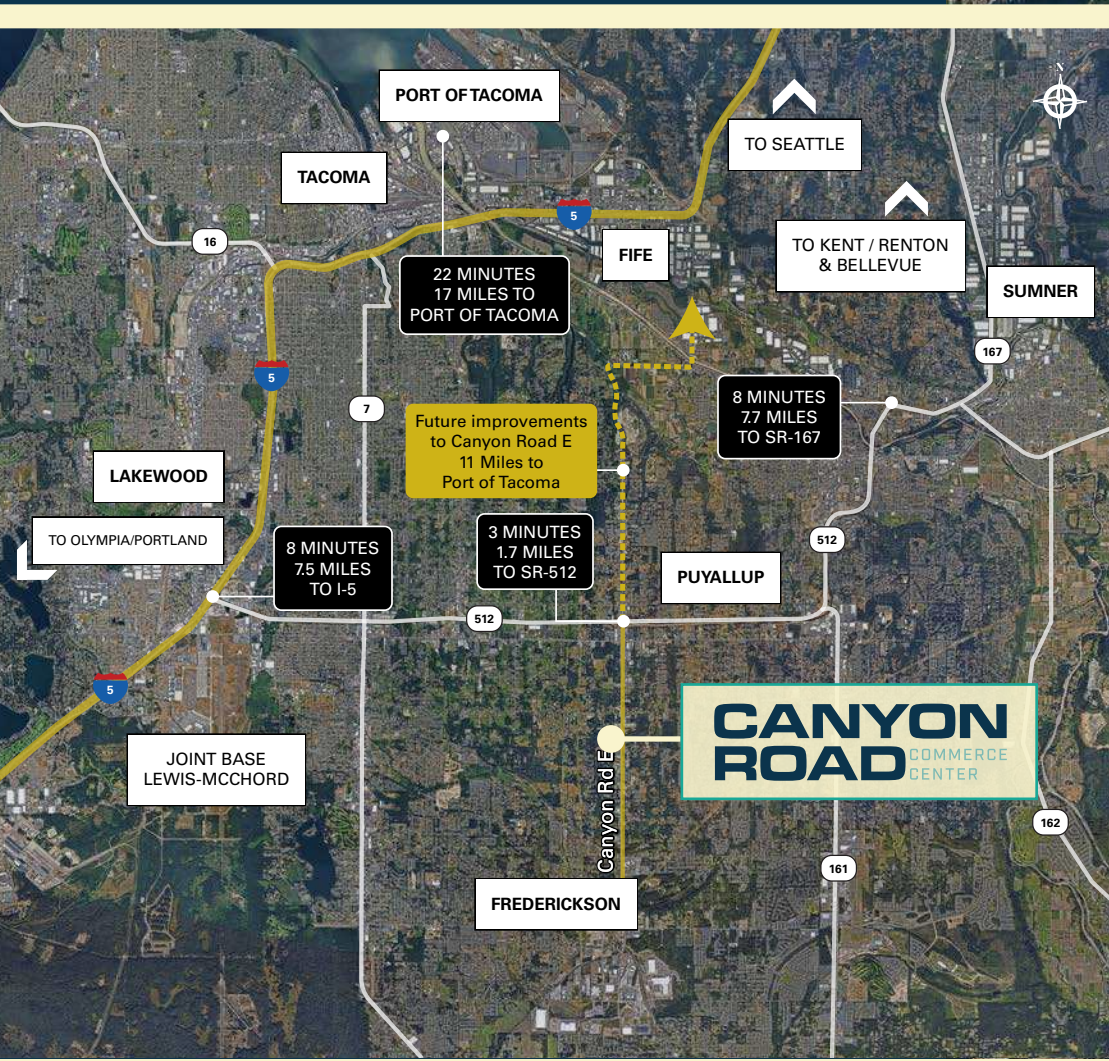 N
PORT OF TACOMA
TO SEATTLE
TACOMA
5
16
FIFE
TO KENT / RENTON
& BELLEVUE
22 MINUTES
17 MILES TO
PORT OF TACOMA
SUMNER
167
5
7
8 MINUTES
7.7 MILES
TO SR-167
Future improvements
to Canyon Road E
11 Miles to
Port of Tacoma
LAKEWOOD
TO OLYMPIA/PORTLAND
8 MINUTES
7.5 MILES
TO I-5
3 MINUTES
1.7 MILES
TO SR-512
512
PUYALLUP
512
5
CANYON
ROAD
COMMERCE
CENTER
JOINT BASE
LEWIS-MCCHORD
Canyon Rd E
162
161
FREDERICKSON